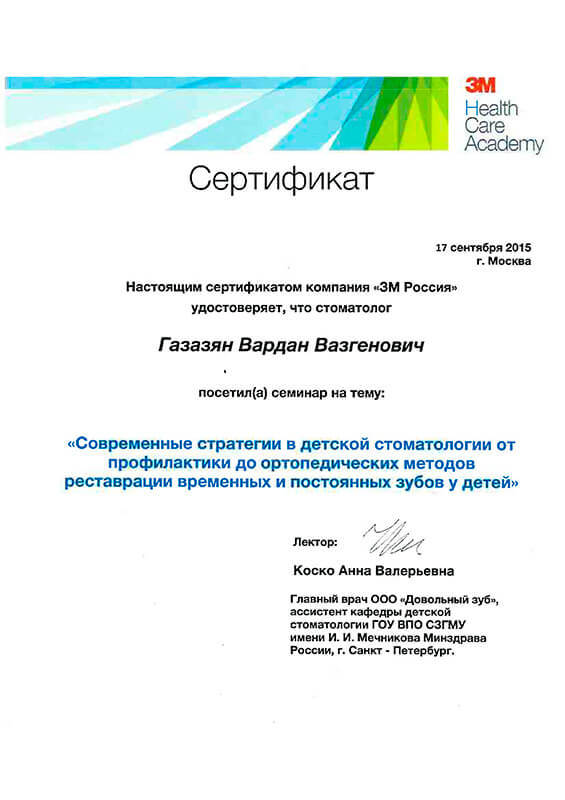 3M
Health
Care
Academy
Сертификат
17 сентября 2015
г. Москва
Настоящим сертификатом компания «3М Россия»
удостоверяет, что стоматолог
Газазян Вардан Вазгенович
посетил(а) семинар на тему:
«Современные стратегии в детской стоматологии от
профилактики до ортопедических методов
реставрации временных и постоянных зубов у детей»
Лектор:
Коско Анна Валерьевна
Главный врач ООО «Довольный зуб»,
ассистент кафедры детской
стоматологии ГОУ ВПО СЗГМУ
имени И. И. Мечникова Минздрава
России, г. Санкт - Петербург.